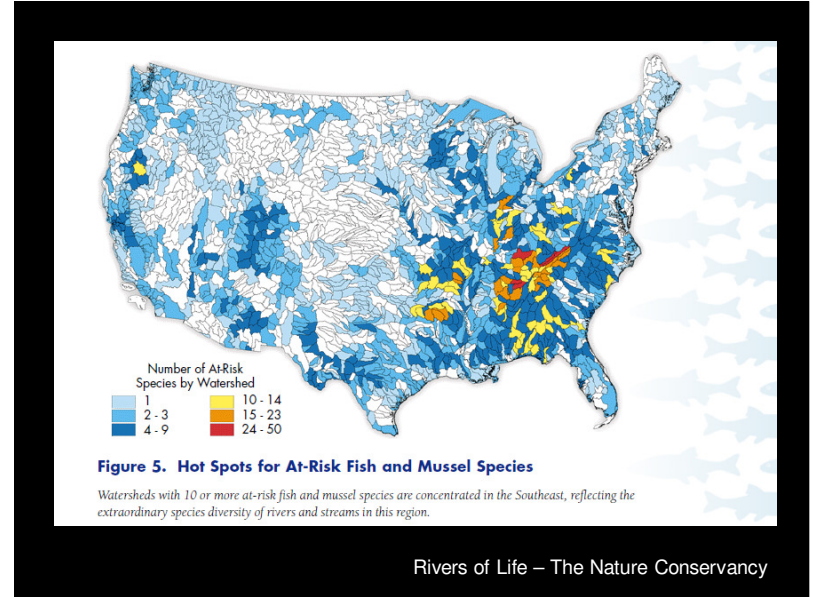 Number of At-Risk
Species by Watershed
1
2 - 3
4 - 9
10 - 14
15 - 23
24 - 50
Figure 5. Hot Spots for At-Risk Fish and Mussel Species
Watersheds with 10 or more at-risk fish and mussel species are concentrated in the Southeast, reflecting the
extraordinary species diversity of rivers and streams in this region.
Rivers of Life – The Nature Conservancy